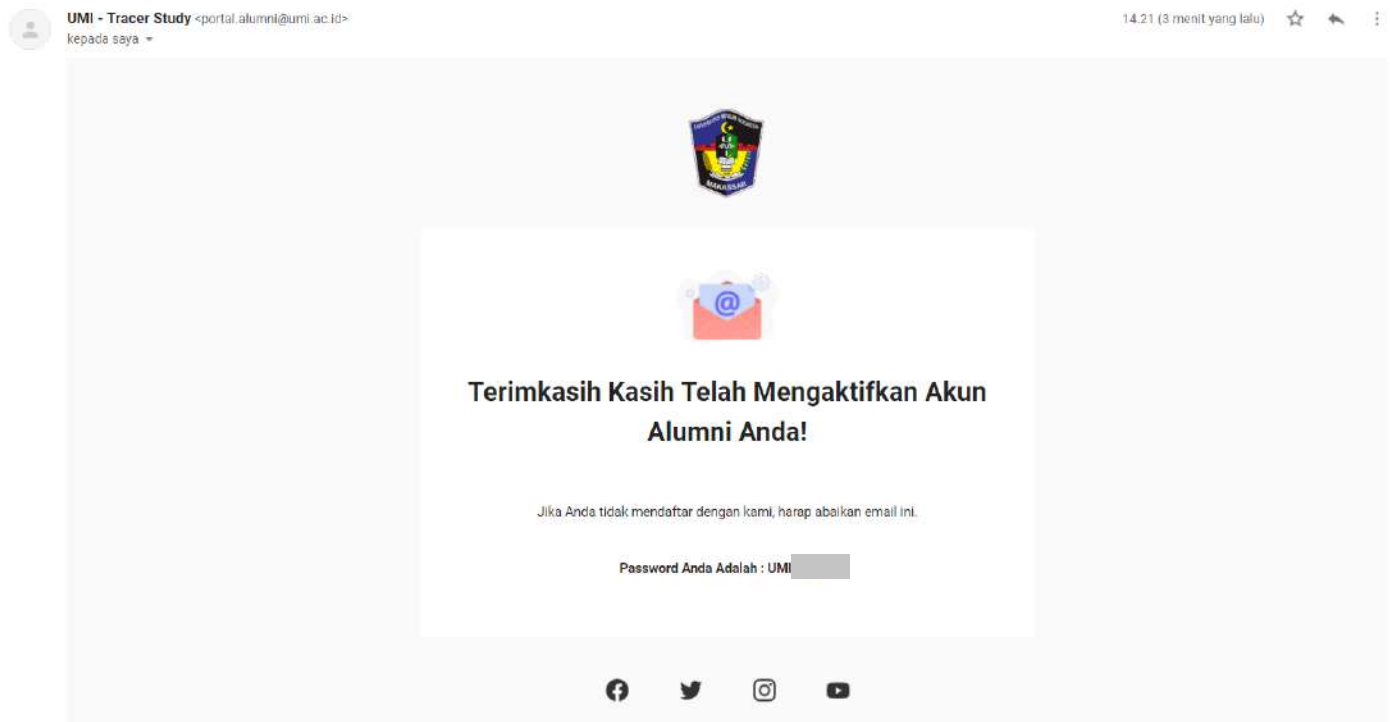 UMI - Tracer Study <portal.alumni@umi.ac.id>
14.21 (3 menit yang lalu)
kepada saya
MAKASSAR
@
Terimkasih Kasih Telah Mengaktifkan Akun
Alumni Anda!
Jika Anda tidak mendaftar dengan kami, harap abaikan email ini.
Password Anda Adalah : UMI